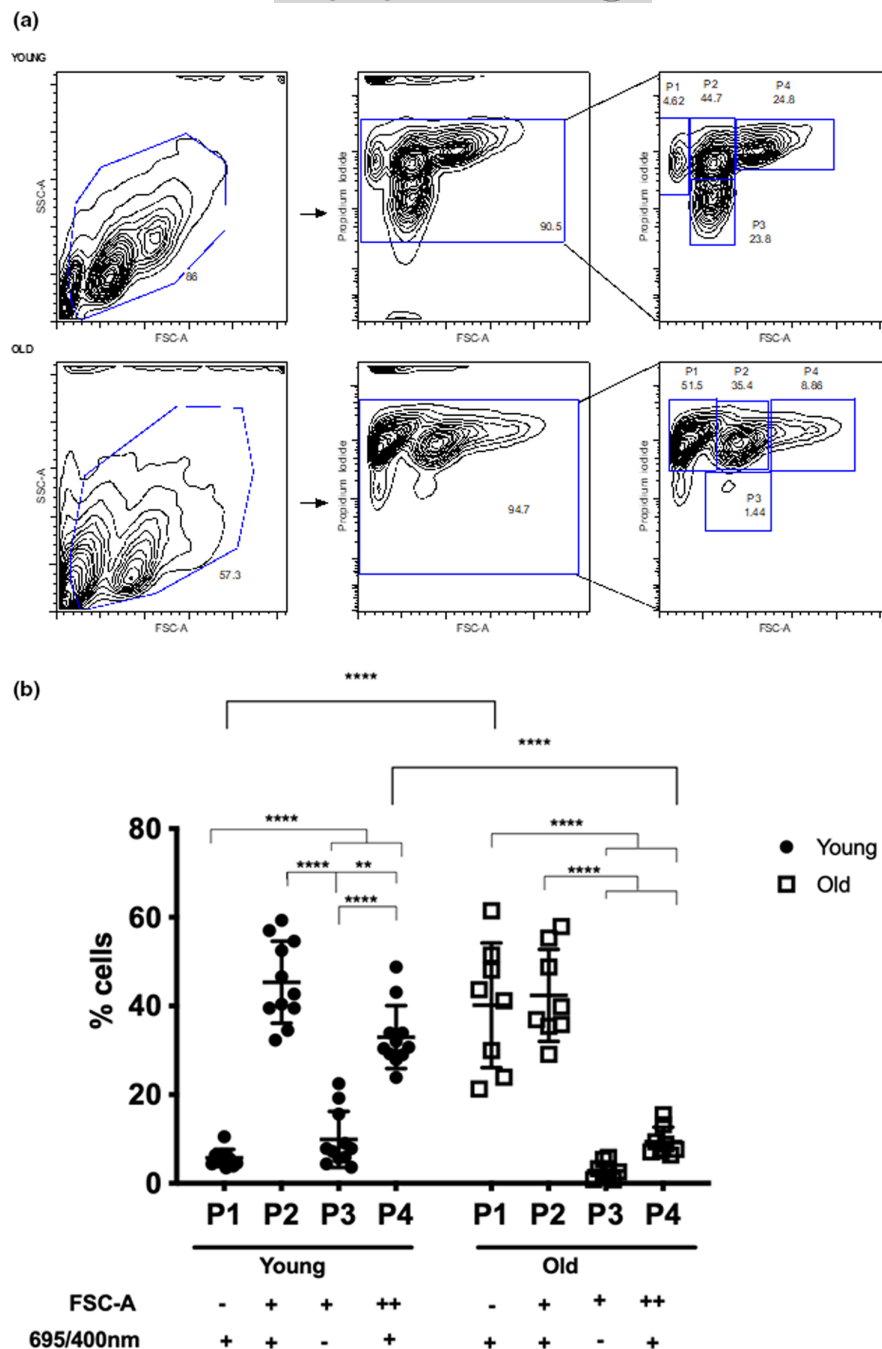 (a)
YOUNG
SSC-A
FSC-A
86
Propidium iodide
FSC-A
90.5
Propidium iodide
FSC-A
P1
4.62
P2
44.7
P4
24.8
P3
23.8
OLD
SSC-A
FSC-A
57.3
Propidium iodide
FSC-A
94.7
Propidium iodide
FSC-A
P1
51.5
P2
35.4
P4
8.86
P3
1.44
(b)
****
****
**** ****
**** ** ****
****
80
60
40
20
0
% cells
Young
Old
P1 P2 P3 P4 P1 P2 P3 P4
Young Old
FSC-A - + + ++ - + + ++
695/400nm + + - + + + - +